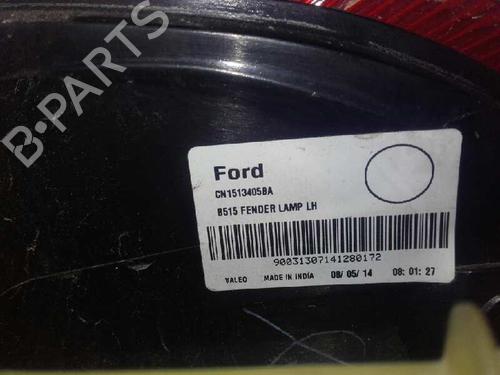 B-PARTS
Ford
CN1513405BA
B515 FENDER LAMP LH
90031307141280172
VALEO MADE IN INDIA 08/05/14 08:01:27